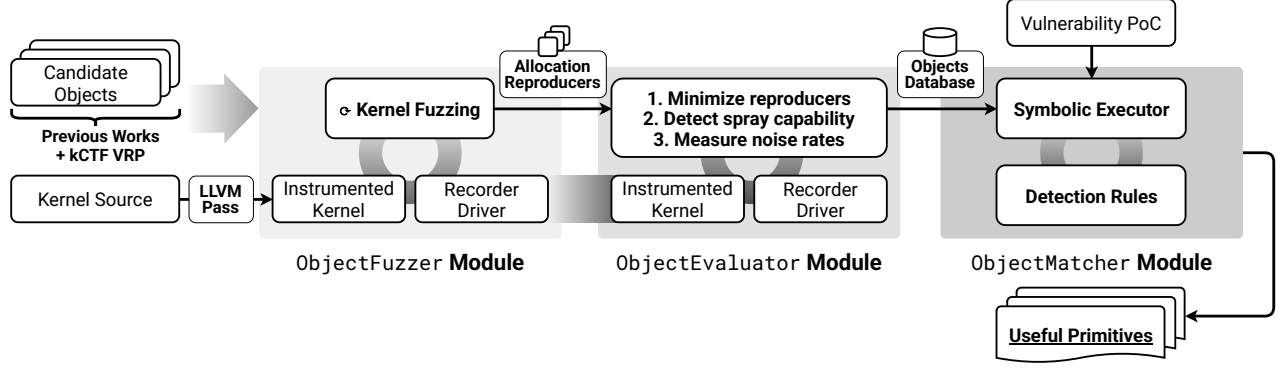 Candidate
Objects
Previous Works
+ kCTF VRP
Kernel Source
LLVM
Pass
Kernel Fuzzing
Instrumented
Kernel
Recorder
Driver
ObjectFuzzer Module
Allocation
Reproducers
1. Minimize reproducers
2. Detect spray capability
3. Measure noise rates
Instrumented
Kernel
Recorder
Driver
ObjectEvaluator Module
Objects
Database
Vulnerability PoC
Symbolic Executor
Detection Rules
ObjectMatcher Module
Useful Primitives